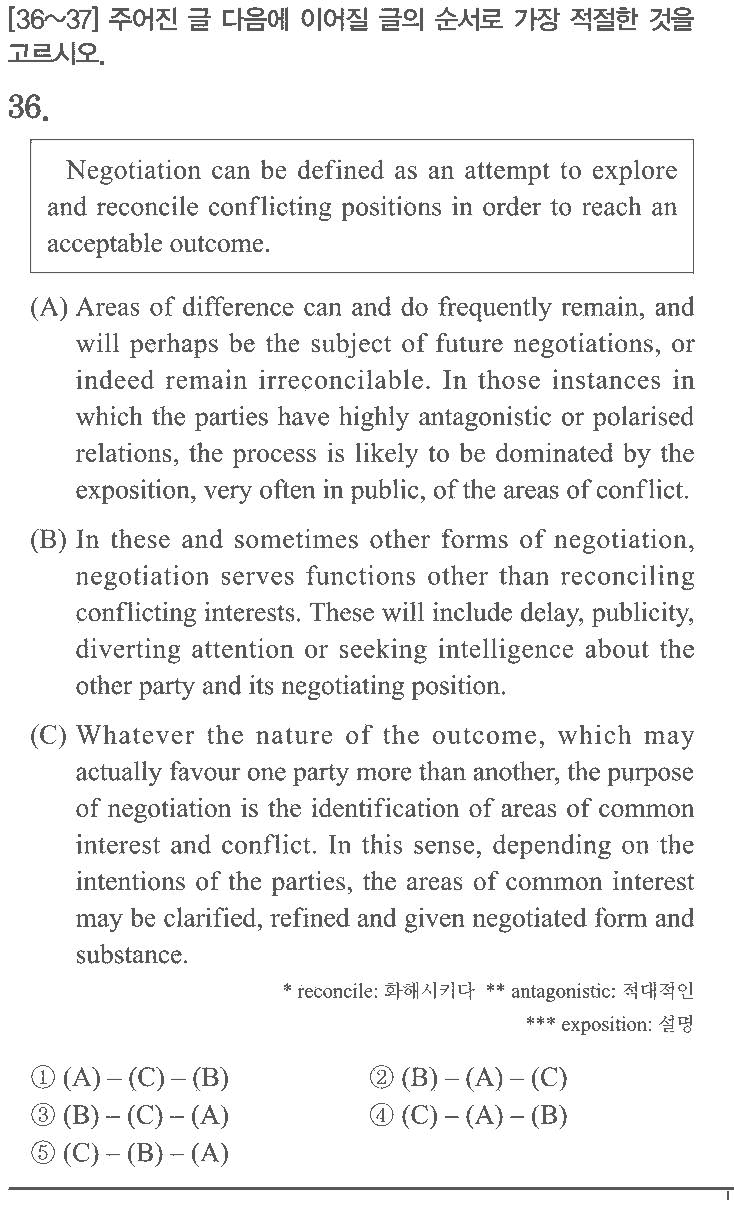 [36~37] 주어진 글 다음에 이어질 글의 순서로 가장 적절한 것을
고르시오.
36.
Negotiation can be defined as an attempt to explore
and reconcile conflicting positions in order to reach an
acceptable outcome.
(A) Areas of difference can and do frequently remain, and
will perhaps be the subject of future negotiations, or
indeed remain irreconcilable. In those instances in
which the parties have highly antagonistic or polarised
relations, the process is likely to be dominated by the
exposition, very often in public, of the areas of conflict.
(B) In these and sometimes other forms of negotiation,
negotiation serves functions other than reconciling
conflicting interests. These will include delay, publicity,
diverting attention or seeking intelligence about the
other party and its negotiating position.
(C) Whatever the nature of the outcome, which may
actually favour one party more than another, the purpose
of negotiation is the identification of areas of common
interest and conflict. In this sense, depending on the
intentions of the parties, the areas of common interest
may be clarified, refined and given negotiated form and
substance.
* reconcile: 화해시키다 ** antagonistic: 적대적인
*** exposition: 설명
① (A) – (C) – (B) ② (B) – (A) – (C)
③ (B) – (C) – (A) ④ (C) – (A) – (B)
⑤ (C) – (B) – (A)